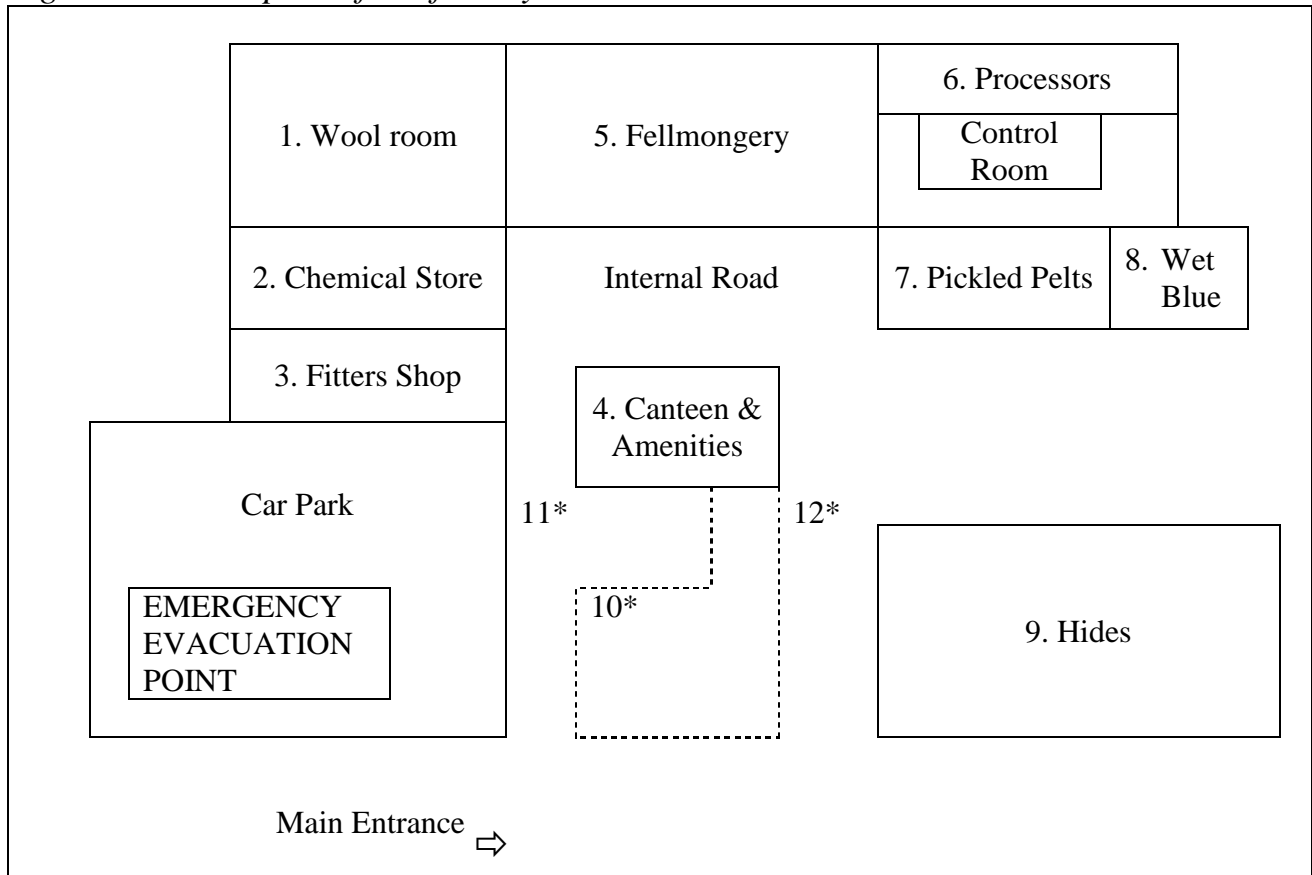 6. Processors
1. Wool room
5. Fellmongery
Control
Room
2. Chemical Store
Internal Road
7. Pickled Pelts
8. Wet
Blue
3. Fitters Shop
4. Canteen &
Amenities
Car Park
11*
12*
EMERGENCY
EVACUATION
POINT
10*
9. Hides
Main Entrance